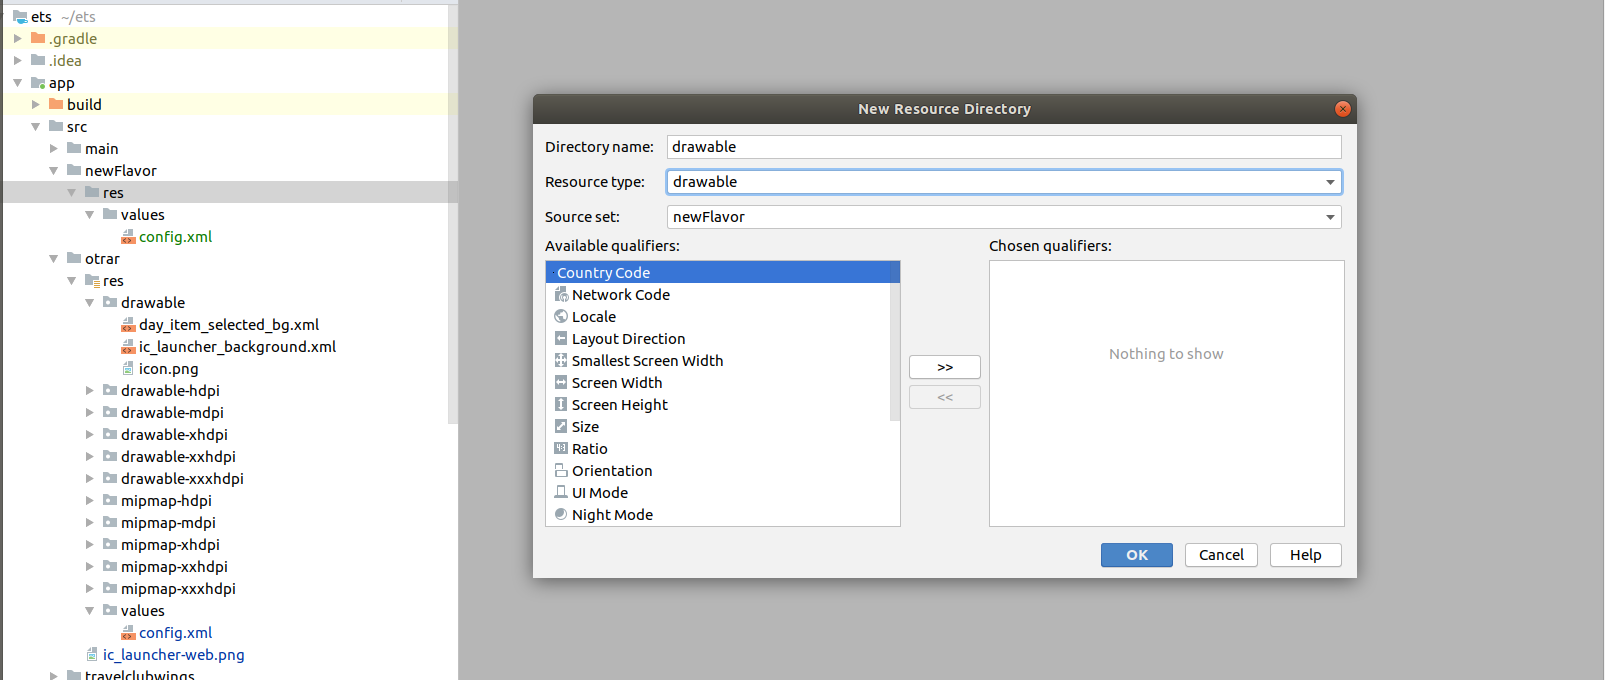 ets ~/ets
.gradle
.idea
app
build
src
main
newFlavor
res
values
config.xml
otrar
res
drawable
day_item_selected_bg.xml
ic_launcher_background.xml
icon.png
drawable-hdpi
drawable-mdpi
drawable-xhdpi
drawable-xxhdpi
drawable-xxxhdpi
mipmap-hdpi
mipmap-mdpi
mipmap-xhdpi
mipmap-xxhdpi
mipmap-xxxhdpi
values
config.xml
ic_launcher-web.png
travelclubwings
New Resource Directory
Directory name: drawable
Resource type: drawable
Source set: newFlavor
Available qualifiers:
Country Code
Network Code
Locale
Layout Direction
Smallest Screen Width
Screen Width
Screen Height
Size
Ratio
Orientation
UI Mode
Night Mode
>>
<<
Chosen qualifiers:
Nothing to show
OK Cancel Help